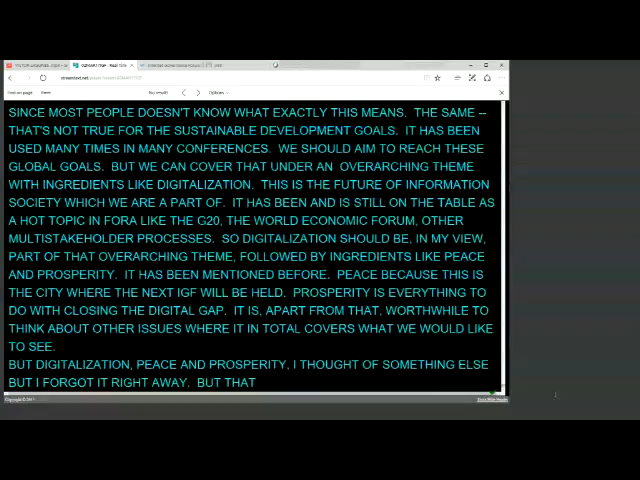 streamtext.net
Find on page
No results
Options
SINCE MOST PEOPLE DOESN'T KNOW WHAT EXACTLY THIS MEANS.  THE SAME --
THAT'S NOT TRUE FOR THE SUSTAINABLE DEVELOPMENT GOALS.  IT HAS BEEN
USED MANY TIMES IN MANY CONFERENCES.  WE SHOULD AIM TO REACH THESE
GLOBAL GOALS.  BUT WE CAN COVER THAT UNDER AN  OVERARCHING THEME
WITH INGREDIENTS LIKE DIGITALIZATION.  THIS IS THE FUTURE OF INFORMATION
SOCIETY WHICH WE ARE A PART OF.  IT HAS BEEN AND IS STILL ON THE TABLE AS
A HOT TOPIC IN FORA LIKE THE G20, THE WORLD ECONOMIC FORUM, OTHER
MULTISTAKEHOLDER PROCESSES.  SO DIGITALIZATION SHOULD BE, IN MY VIEW,
PART OF THAT OVERARCHING THEME, FOLLOWED BY INGREDIENTS LIKE PEACE
AND PROSPERITY.  IT HAS BEEN MENTIONED BEFORE.  PEACE BECAUSE THIS IS
THE CITY WHERE THE NEXT IGF WILL BE HELD.  PROSPERITY IS EVERYTHING TO
DO WITH CLOSING THE DIGITAL GAP.  IT IS, APART FROM THAT, WORTHWHILE TO
THINK ABOUT OTHER ISSUES WHERE IT IN TOTAL COVERS WHAT WE WOULD LIKE
TO SEE.
BUT DIGITALIZATION, PEACE AND PROSPERITY, I THOUGHT OF SOMETHING ELSE
BUT I FORGOT IT RIGHT AWAY.  BUT THAT